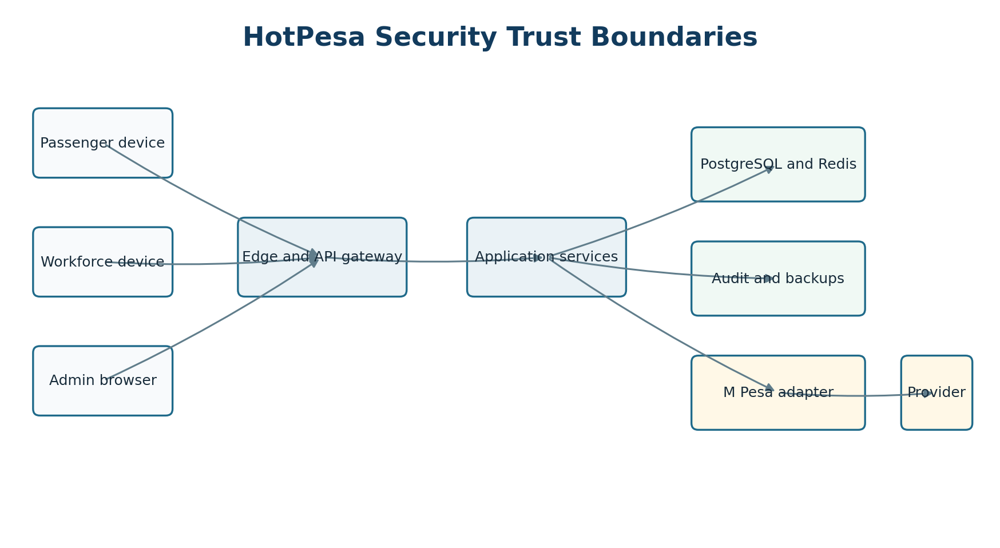 HotPesa Security Trust Boundaries
Passenger device
Workforce device
Admin browser
Edge and API gateway
Application services
PostgreSQL and Redis
Audit and backups
M Pesa adapter
Provider